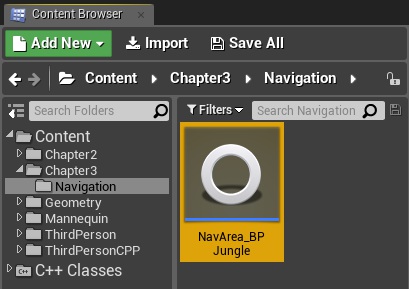 Content Browser
Add New Import Save All
Content Chapter3 Navigation
Search Folders Filters Search Navigation
Content
Chapter2
Chapter3
Navigation
Geometry
Mannequin
ThirdPerson
ThirdPersonCPP
C++ Classes
NavArea_BP
Jungle